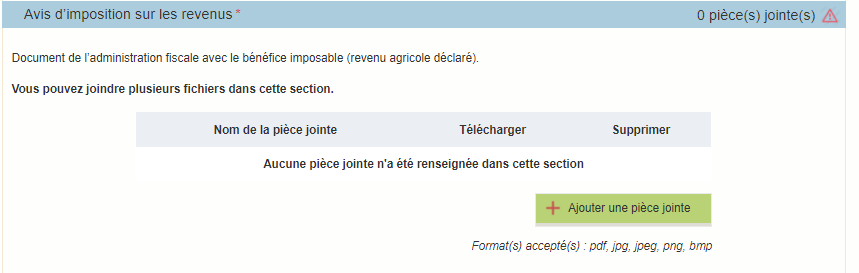 Avis d’imposition sur les revenus * 0 pièce(s) jointe(s)
Document de l’administration fiscale avec le bénéfice imposable (revenu agricole déclaré).
Vous pouvez joindre plusieurs fichiers dans cette section.
Nom de la pièce jointe Télécharger Supprimer
Aucune pièce jointe n'a été renseignée dans cette section
Ajouter une pièce jointe
Format(s) accepté(s) : pdf, jpg, jpeg, png, bmp